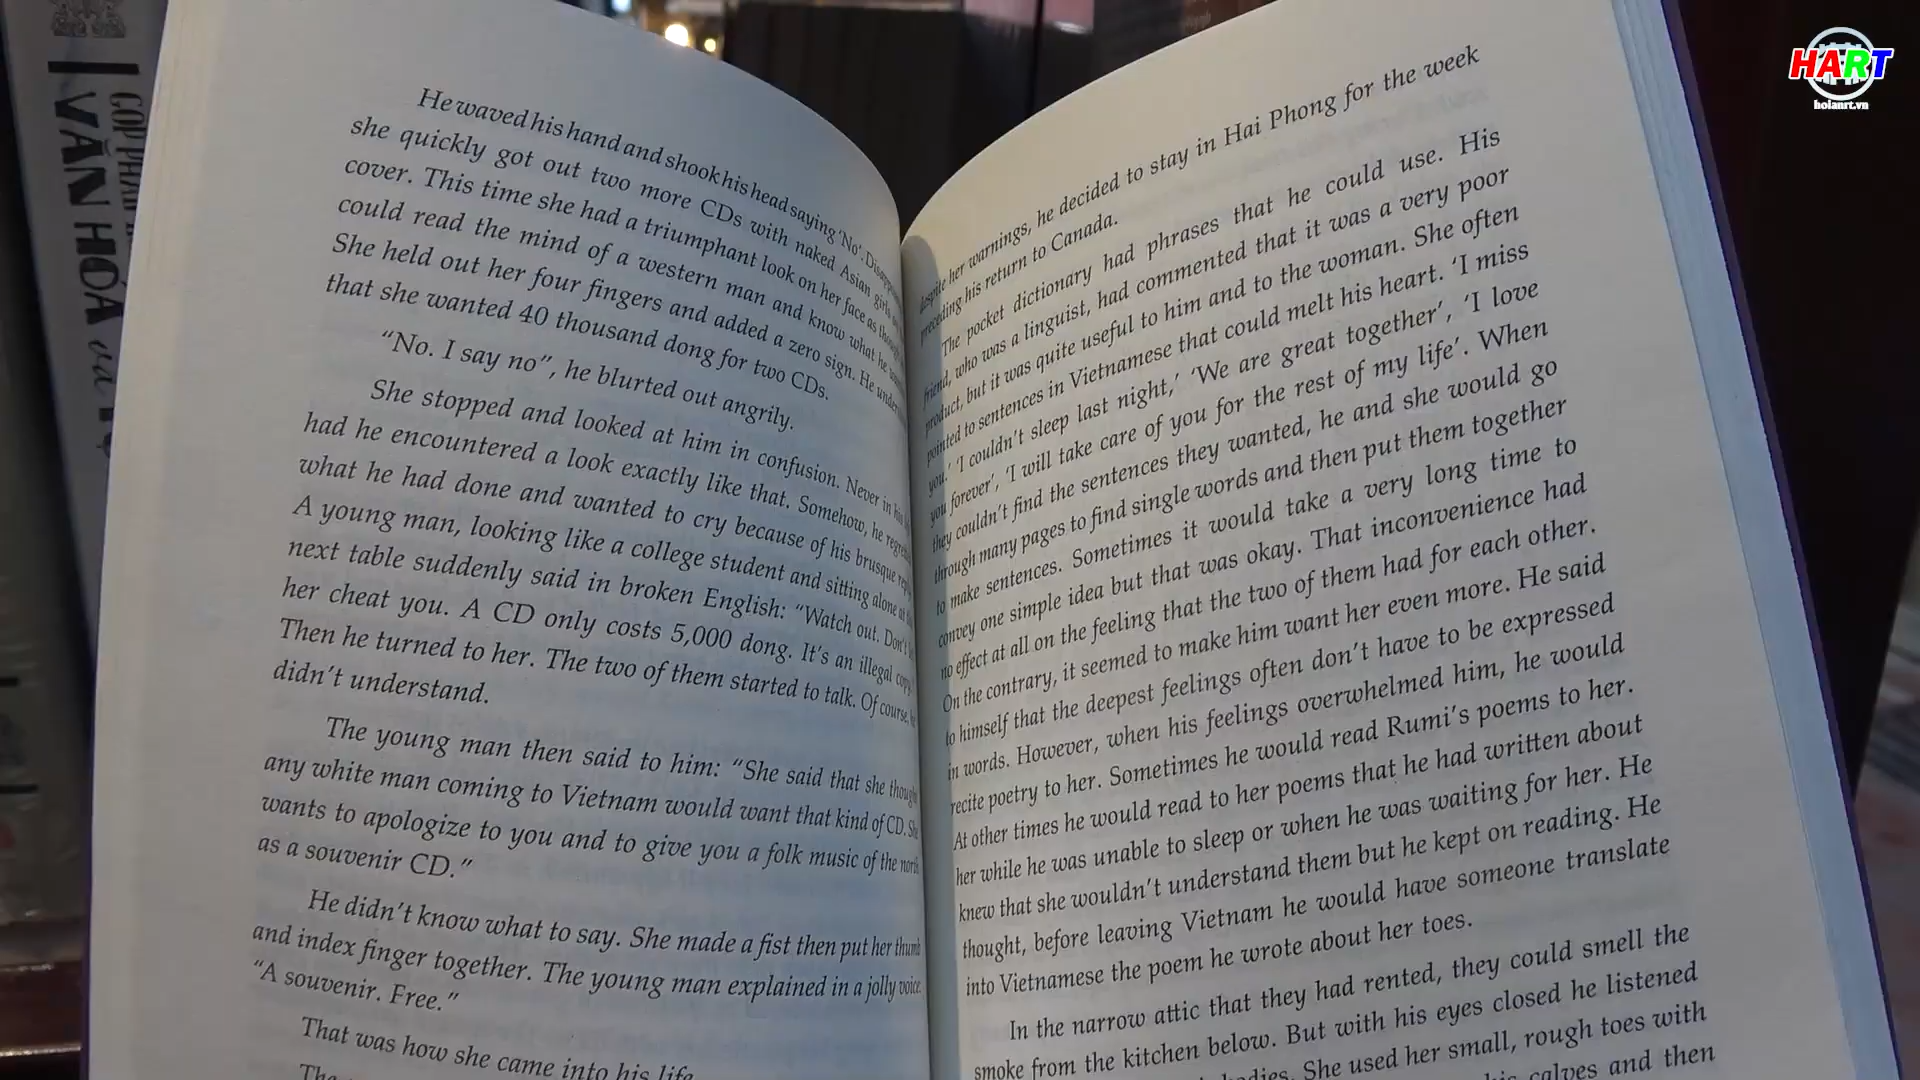 He waved his hand and shook his head saying 'No'.
she quickly got out two more CDs with naked Asian girls
cover. This time she had a triumphant look on her face as though
could read the mind of a western man and know what he
She held out her four fingers and added a zero sign. He
that she wanted 40 thousand dong for two CDs.
"No. I say no", he blurted out angrily.
She stopped and looked at him in confusion. Never in his
had he encountered a look exactly like that. Somehow, he
what he had done and wanted to cry because of his brusque
A young man, looking like a college student and sitting alone at
next table suddenly said in broken English: "Watch out. Don't
her cheat you. A CD only costs 5,000 dong. It's an illegal copy.
Then he turned to her. The two of them started to talk. Of course,
didn't understand.
The young man then said to him: "She said that she thought
any white man coming to Vietnam would want that kind of CD. She
wants to apologize to you and to give you a folk music of the north
as a souvenir CD."
He didn't know what to say. She made a fist then put her thumb
and index finger together. The young man explained in a jolly voice.
"A souvenir. Free."
That was how she came into his life.
despite her warnings, he decided to stay in Hai Phong for the week
preceding his return to Canada.
The pocket dictionary had phrases that he could use. His
friend, who was a linguist, had commented that it was a very poor
product, but it was quite useful to him and to the woman. She often
pointed to sentences in Vietnamese that could melt his heart. 'I miss
you.' 'I couldn't sleep last night,' 'We are great together', 'I love
you forever', 'I will take care of you for the rest of my life'. When
they couldn't find the sentences they wanted, he and she would go
through many pages to find single words and then put them together
to make sentences. Sometimes it would take a very long time to
convey one simple idea but that was okay. That inconvenience had
no effect at all on the feeling that the two of them had for each other.
On the contrary, it seemed to make him want her even more. He said
to himself that the deepest feelings often don't have to be expressed
in words. However, when his feelings overwhelmed him, he would
recite poetry to her. Sometimes he would read Rumi's poems to her.
At other times he would read to her poems that he had written about
her while he was unable to sleep or when he was waiting for her. He
knew that she wouldn't understand them but he kept on reading. He
thought, before leaving Vietnam he would have someone translate
into Vietnamese the poem he wrote about her toes.
In the narrow attic that they had rented, they could smell the
smoke from the kitchen below. But with his eyes closed he listened
She used her small, rough toes with
calves and then
GÓP PHẦN
VĂN HÓA và
HART
hoianrt.vn